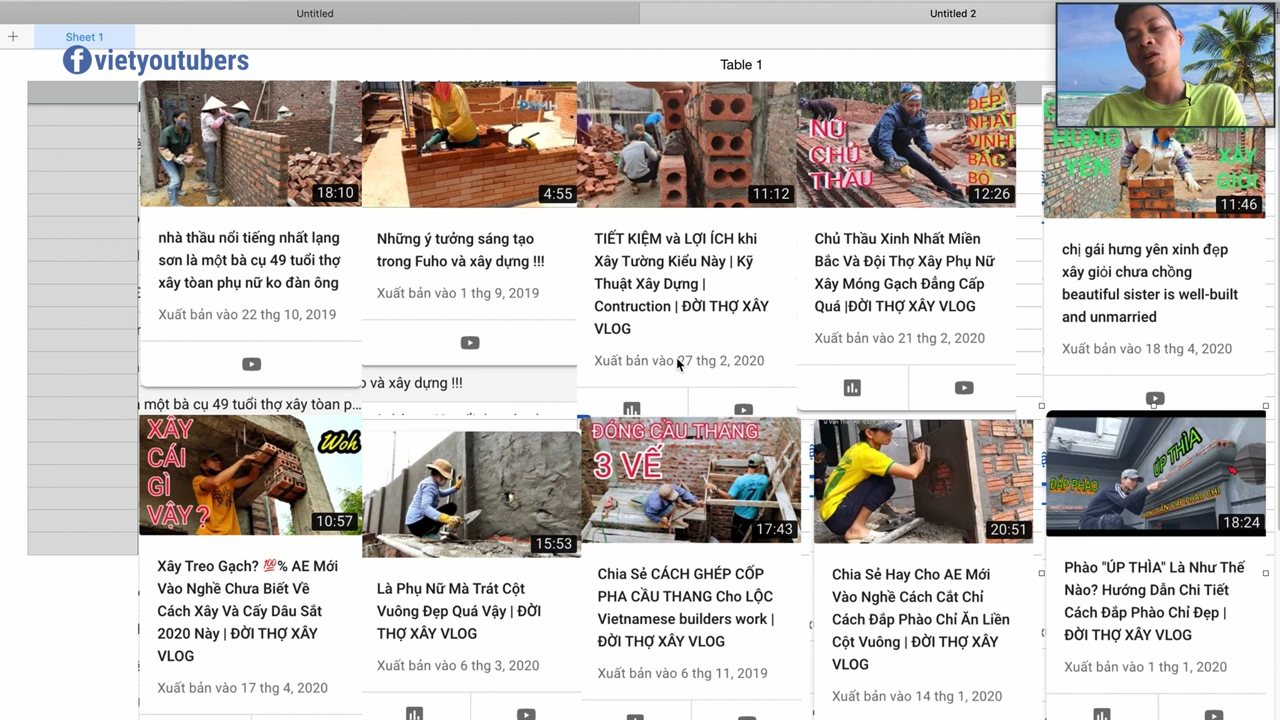 Untitled
Untitled 2
Sheet 1
f vietyoutubers
Table 1
18:10
nhà thầu nổi tiếng nhất lạng
sơn là một bà cụ 49 tuổi thợ
xây tòan phụ nữ ko đàn ông
Xuất bản vào 22 thg 10, 2019
4:55
Những ý tưởng sáng tạo
trong Fuho và xây dựng !!!
Xuất bản vào 1 thg 9, 2019
11:12
TIẾT KIỆM và LỢI ÍCH khi
Xây Tường Kiểu Này | Kỹ
Thuật Xây Dựng |
Contruction | ĐỜI THỢ XÂY
VLOG
Xuất bản vào 27 thg 2, 2020
NỮ
CHỦ
THẦU
ĐẸP
NHẤT
VỊNH
BẮC
BỘ
12:26
Chủ Thầu Xinh Nhất Miền
Bắc Và Đội Thợ Xây Phụ Nữ
Xây Móng Gạch Đẳng Cấp
Quá |ĐỜI THỢ XÂY VLOG
Xuất bản vào 21 thg 2, 2020
HƯNG
YÊN
XÂY
GIỎI
11:46
chị gái hưng yên xinh đẹp
xây giỏi chưa chồng
beautiful sister is well-built
and unmarried
Xuất bản vào 18 thg 4, 2020
một bà cụ 49 tuổi thợ xây tòan p...
và xây dựng !!!
XÂY
CÁI
GÌ
VẬY?
Woh
10:57
Xây Treo Gạch? 💯% AE Mới
Vào Nghề Chưa Biết Về
Cách Xây Và Cấy Dâu Sắt
2020 Này | ĐỜI THỢ XÂY
VLOG
Xuất bản vào 17 thg 4, 2020
15:53
Là Phụ Nữ Mà Trát Cột
Vuông Đẹp Quá Vậy | ĐỜI
THỢ XÂY VLOG
Xuất bản vào 6 thg 3, 2020
ĐÓNG CẦU THANG
3 VẾ
17:43
Chia Sẻ CÁCH GHÉP CỐP
PHA CẦU THANG Cho LỘC
Vietnamese builders work |
ĐỜI THỢ XÂY VLOG
Xuất bản vào 6 thg 11, 2019
20:51
Chia Sẻ Hay Cho AE Mới
Vào Nghề Cách Cắt Chỉ
Cách Đắp Phào Chỉ Ăn Liền
Cột Vuông | ĐỜI THỢ XÂY
VLOG
Xuất bản vào 14 thg 1, 2020
ÚP THÌA
ĐẮP PHÀO
18:24
Phào "ÚP THÌA" Là Như Thế
Nào? Hướng Dẫn Chi Tiết
Cách Đắp Phào Chỉ Đẹp |
ĐỜI THỢ XÂY VLOG
Xuất bản vào 1 thg 1, 2020